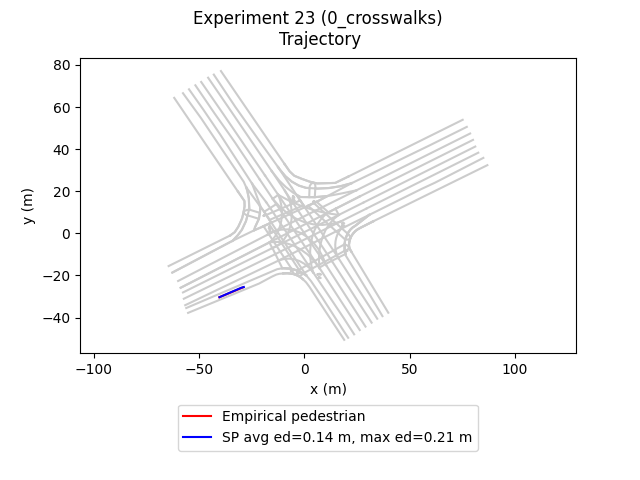 Experiment 23 (0_crosswalks)
Trajectory
80
60
40
20
0
−20
−40
y (m)
−100
−50
0
50
100
x (m)
Empirical pedestrian
SP avg ed=0.14 m, max ed=0.21 m